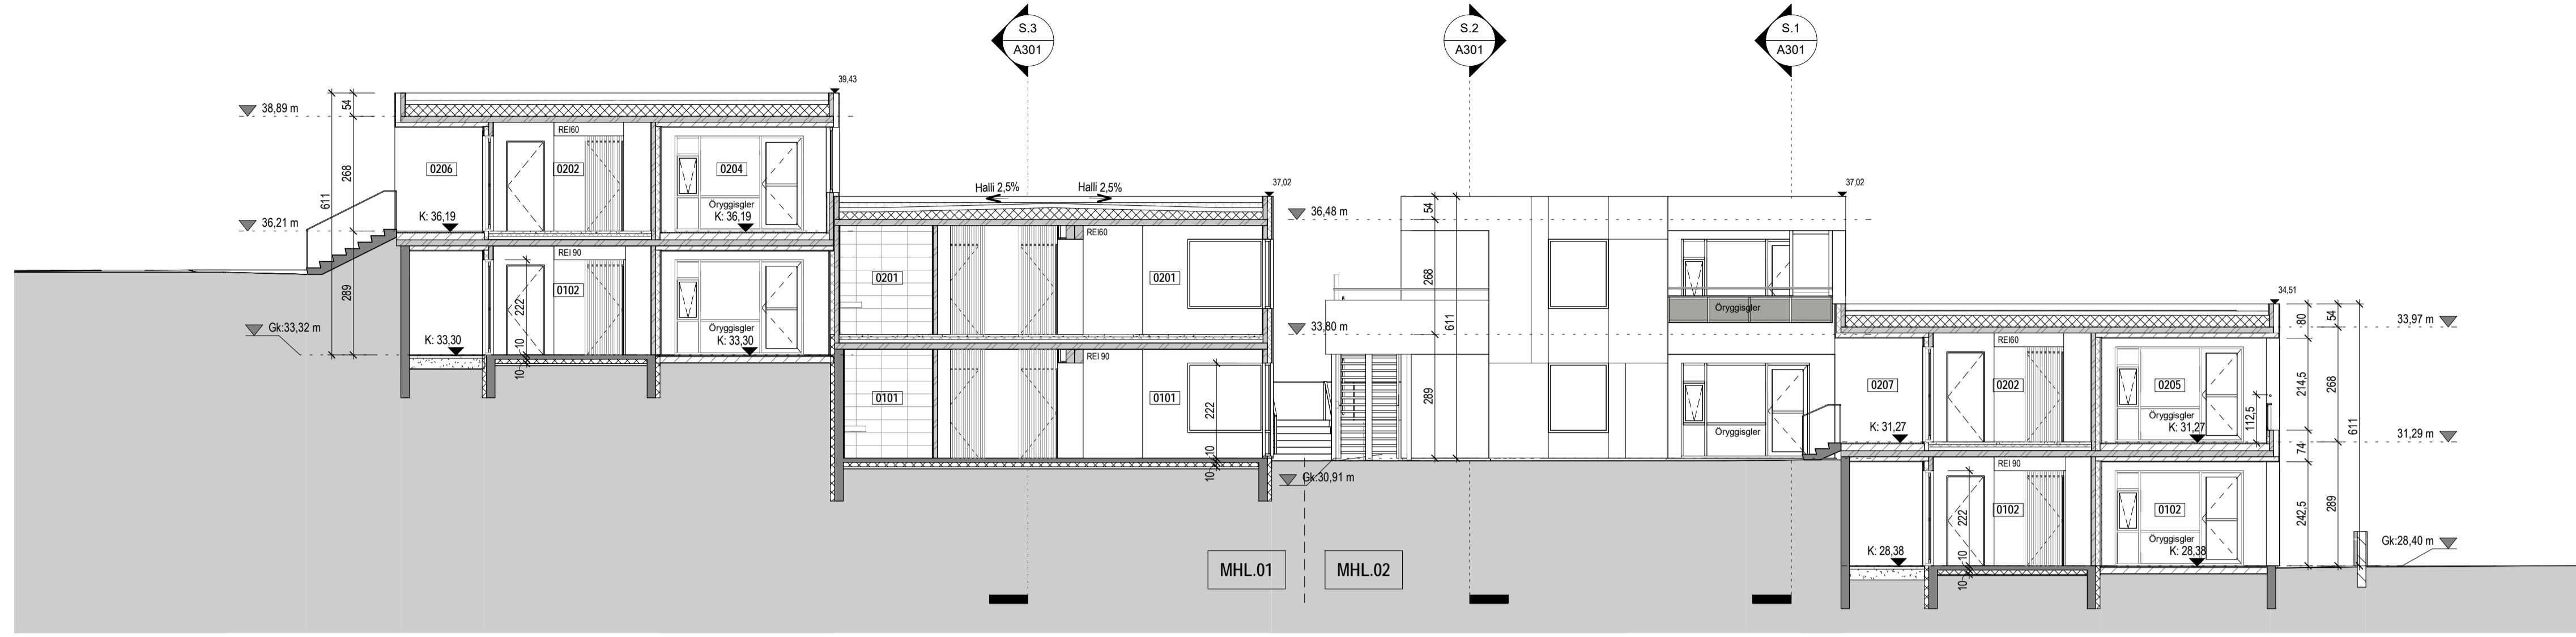 S.3
A301
S.2
A301
S.1
A301
39,43
38,89 m
54
268
611
289
36,21 m
Gk:33,32 m
REI60
0206
0202
0204
Öryggisgler
K: 36,19
K: 36,19
REI 90
0102
222
10
10
K: 33,30
Öryggisgler
K: 33,30
Halli 2,5%
Halli 2,5%
37,02
REI60
0201
0201
REI 90
0101
0101
222
10
10
36,48 m
33,80 m
Gk:30,91 m
54
268
611
289
37,02
Öryggisgler
Öryggisgler
34,51
REI60
0207
0202
0205
Öryggisgler
K: 31,27
K: 31,27
112,5
REI 90
0102
0102
222
10
10
K: 28,38
Öryggisgler
K: 28,38
80
214,5
74
242,5
54
268
289
611
33,97 m
31,29 m
Gk:28,40 m
MHL.01
MHL.02